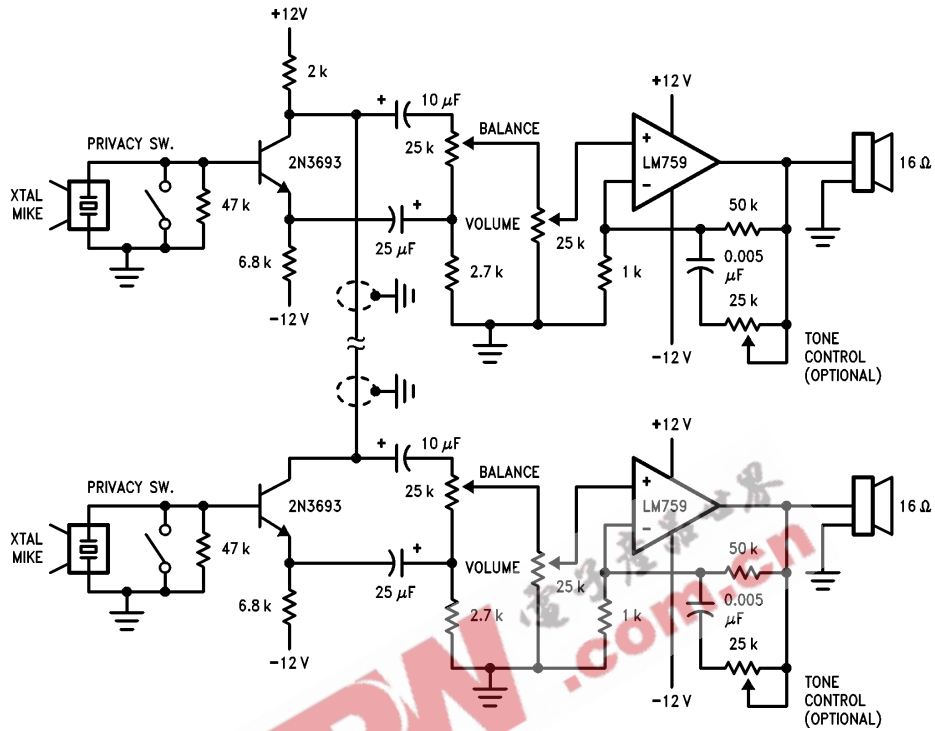 +12V
2 k
+
10 μF
BALANCE
25 k
+12 V
PRIVACY SW.
2N3693
+
LM759
−
16 Ω
XTAL
MIKE
47 k
+
25 μF
VOLUME
25 k
50 k
6.8 k
2.7 k
1 k
0.005
μF
25 k
−12V
−12 V
TONE
CONTROL
(OPTIONAL)
+12V
+
10 μF
BALANCE
25 k
PRIVACY SW.
2N3693
+
LM759
−
16 Ω
XTAL
MIKE
47 k
+
25 μF
VOLUME
25 k
50 k
6.8 k
2.7 k
1 k
0.005
μF
25 k
−12V
−12 V
TONE
CONTROL
(OPTIONAL)
.com.cn